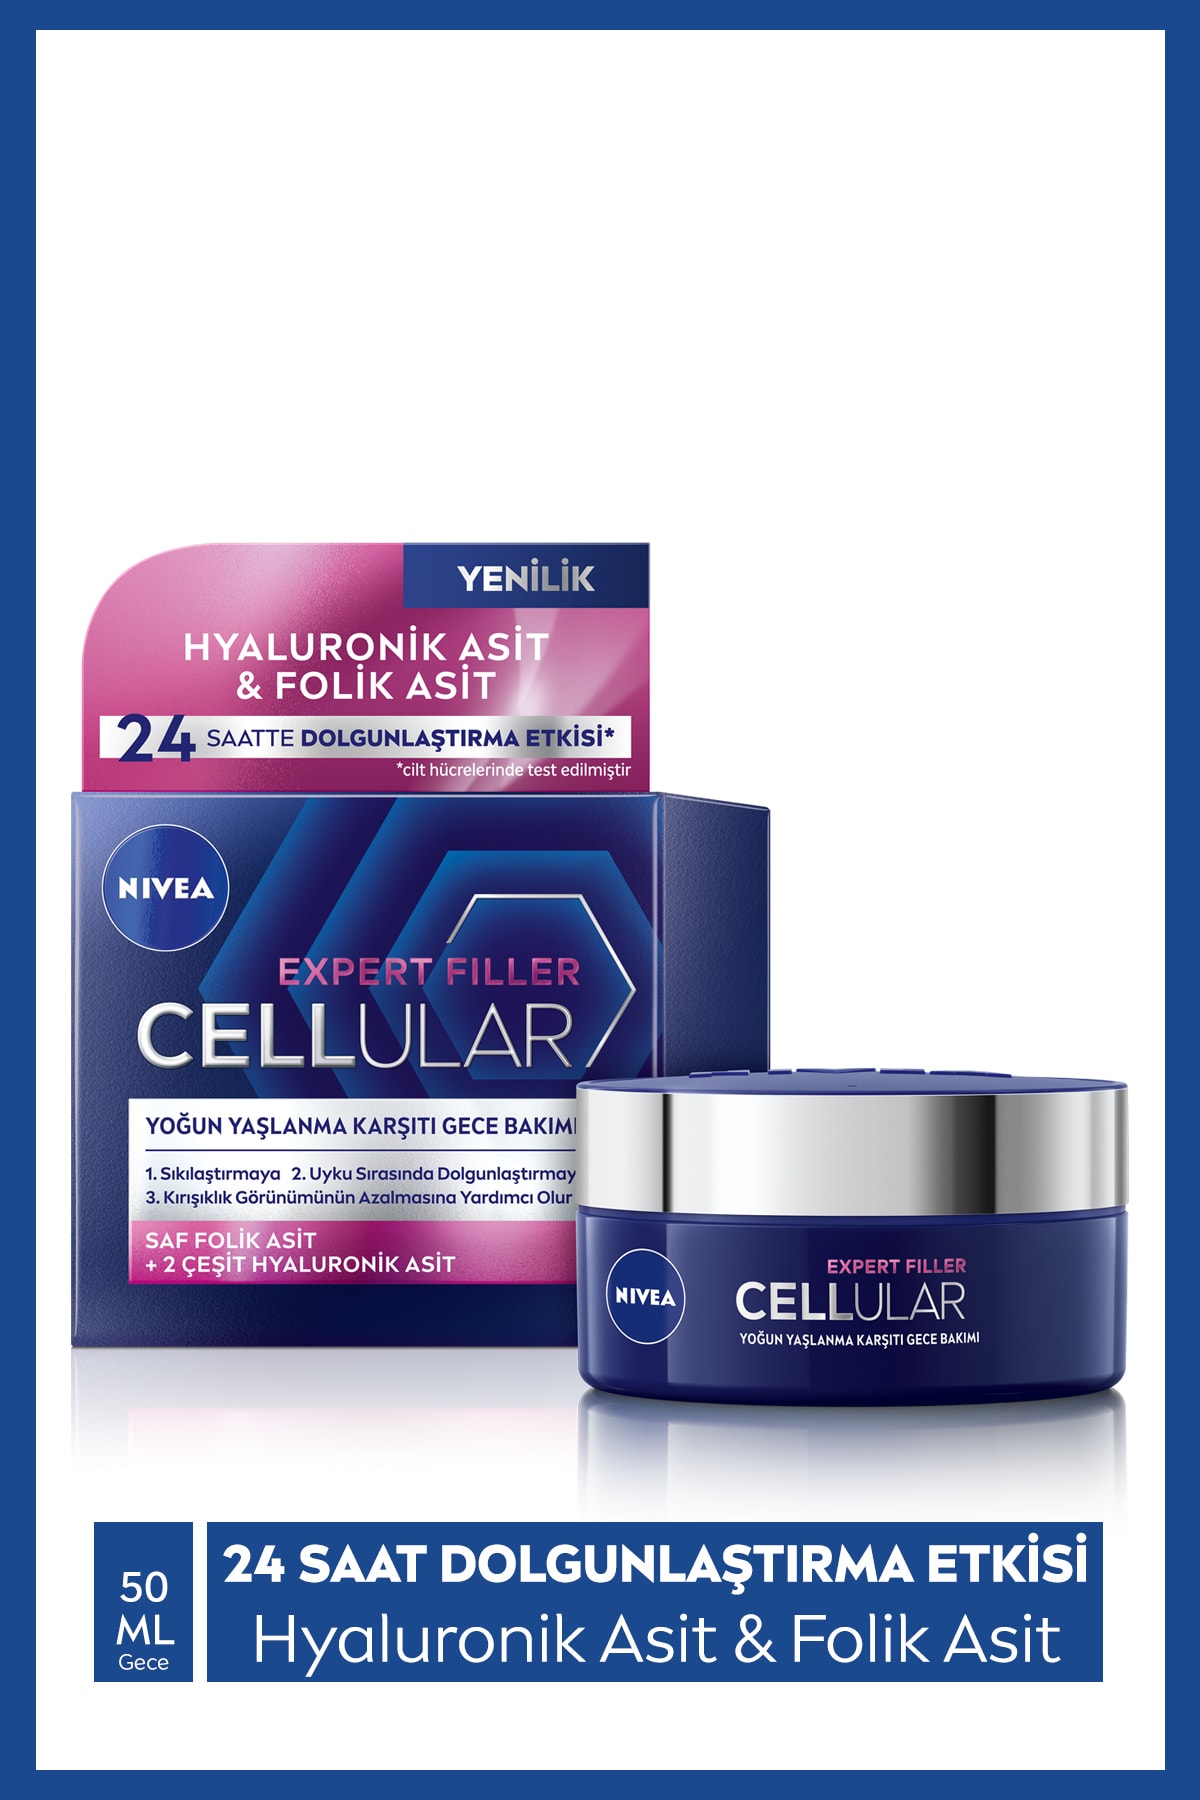 YENİLİK
HYALURONİK ASİT
& FOLİK ASİT
24 SAATTE DOLGUNLAŞTIRMA ETKİSİ*
*cilt hücrelerinde test edilmiştir
NIVEA
EXPERT FILLER
CELLULAR
YOĞUN YAŞLANMA KARŞITI GECE BAKIMI
1. Sıkılaştırmaya 2. Uyku Sırasında Dolgunlaştırmay
3. Kırışıklık Görünümünün Azalmasına Yardımcı Olur
SAF FOLİK ASİT
+ 2 ÇEŞİT HYALURONİK ASİT
NIVEA
EXPERT FILLER
CELLULAR
YOĞUN YAŞLANMA KARŞITI GECE BAKIMI
50
ML
Gece
24 SAAT DOLGUNLAŞTIRMA ETKİSİ
Hyaluronik Asit & Folik Asit